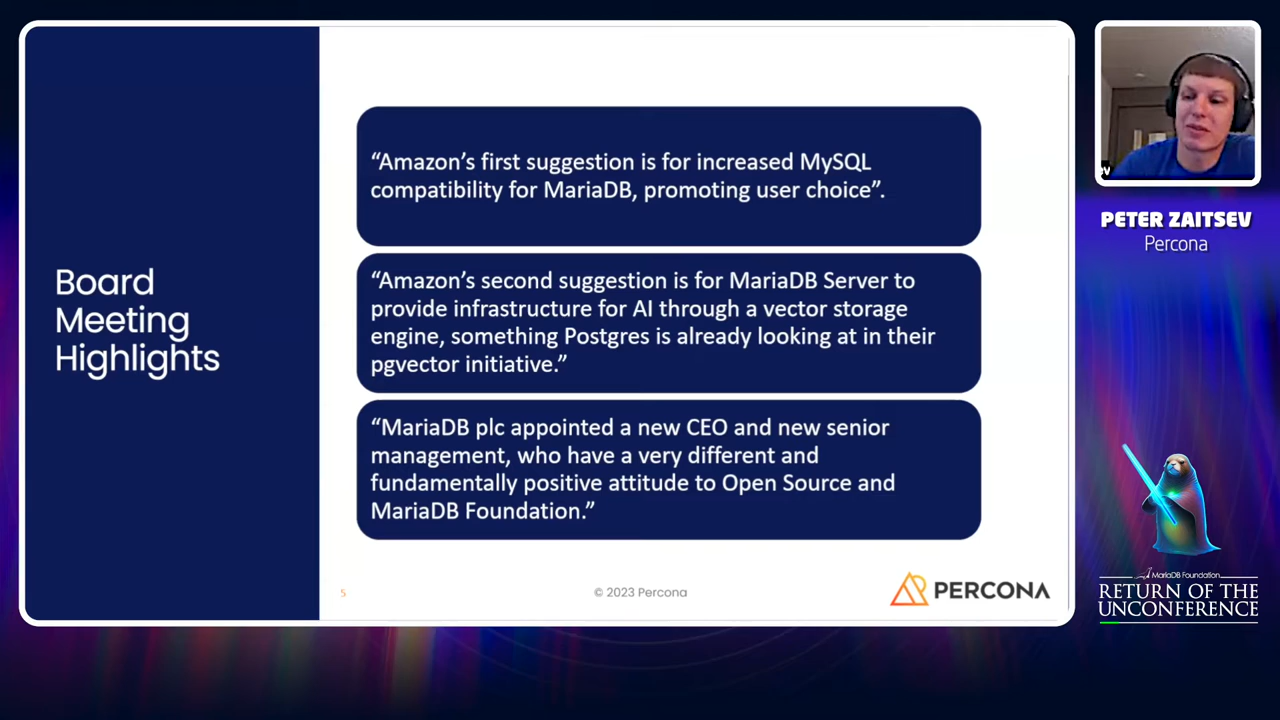 Board
Meeting
Highlights
“Amazon’s first suggestion is for increased MySQL
compatibility for MariaDB, promoting user choice”.
“Amazon’s second suggestion is for MariaDB Server to
provide infrastructure for AI through a vector storage
engine, something Postgres is already looking at in their
pgvector initiative.”
“MariaDB plc appointed a new CEO and new senior
management, who have a very different and
fundamentally positive attitude to Open Source and
MariaDB Foundation.”
5
© 2023 Percona
PERCONA
PETER ZAITSEV
Percona
MariaDB Foundation
RETURN OF THE
UNCONFERENCE